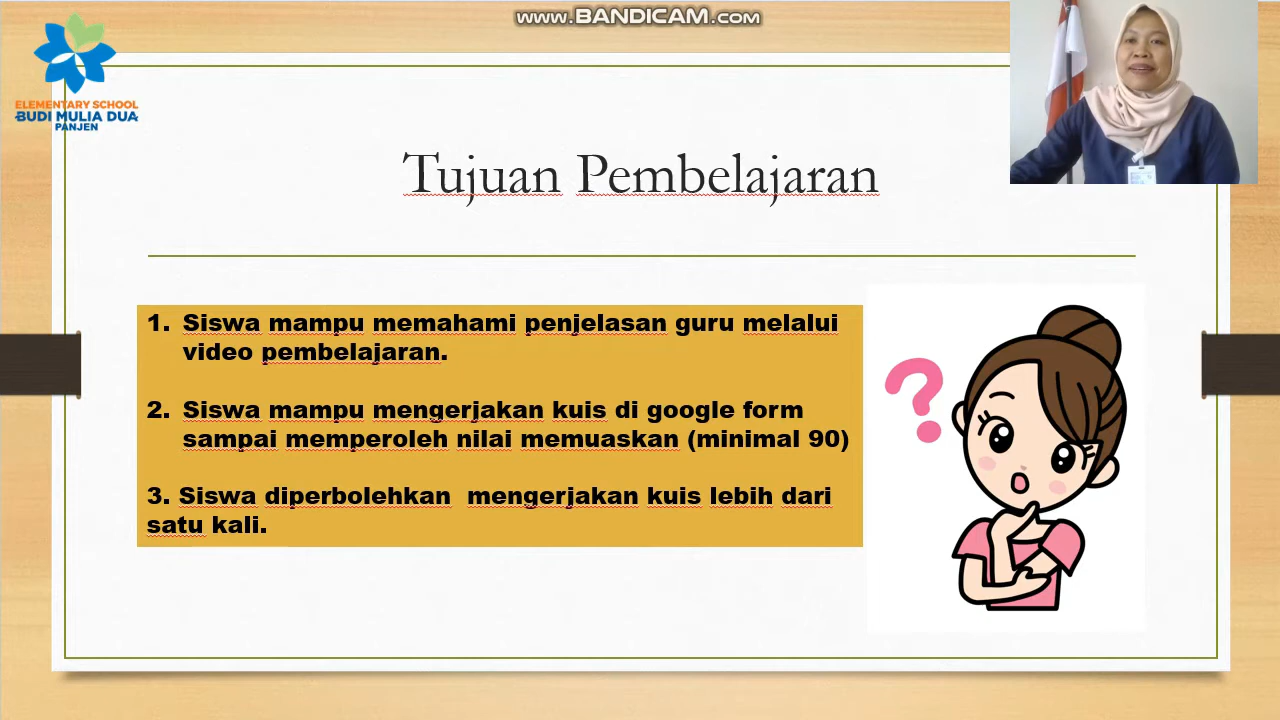 www.BANDICAM.com
ELEMENTARY SCHOOL
BUDI MULIA DUA
PANJEN
Tujuan Pembelajaran
1. Siswa mampu memahami penjelasan guru melalui
video pembelajaran.
2. Siswa mampu mengerjakan kuis di google form
sampai memperoleh nilai memuaskan (minimal 90)
3. Siswa diperbolehkan mengerjakan kuis lebih dari
satu kali.